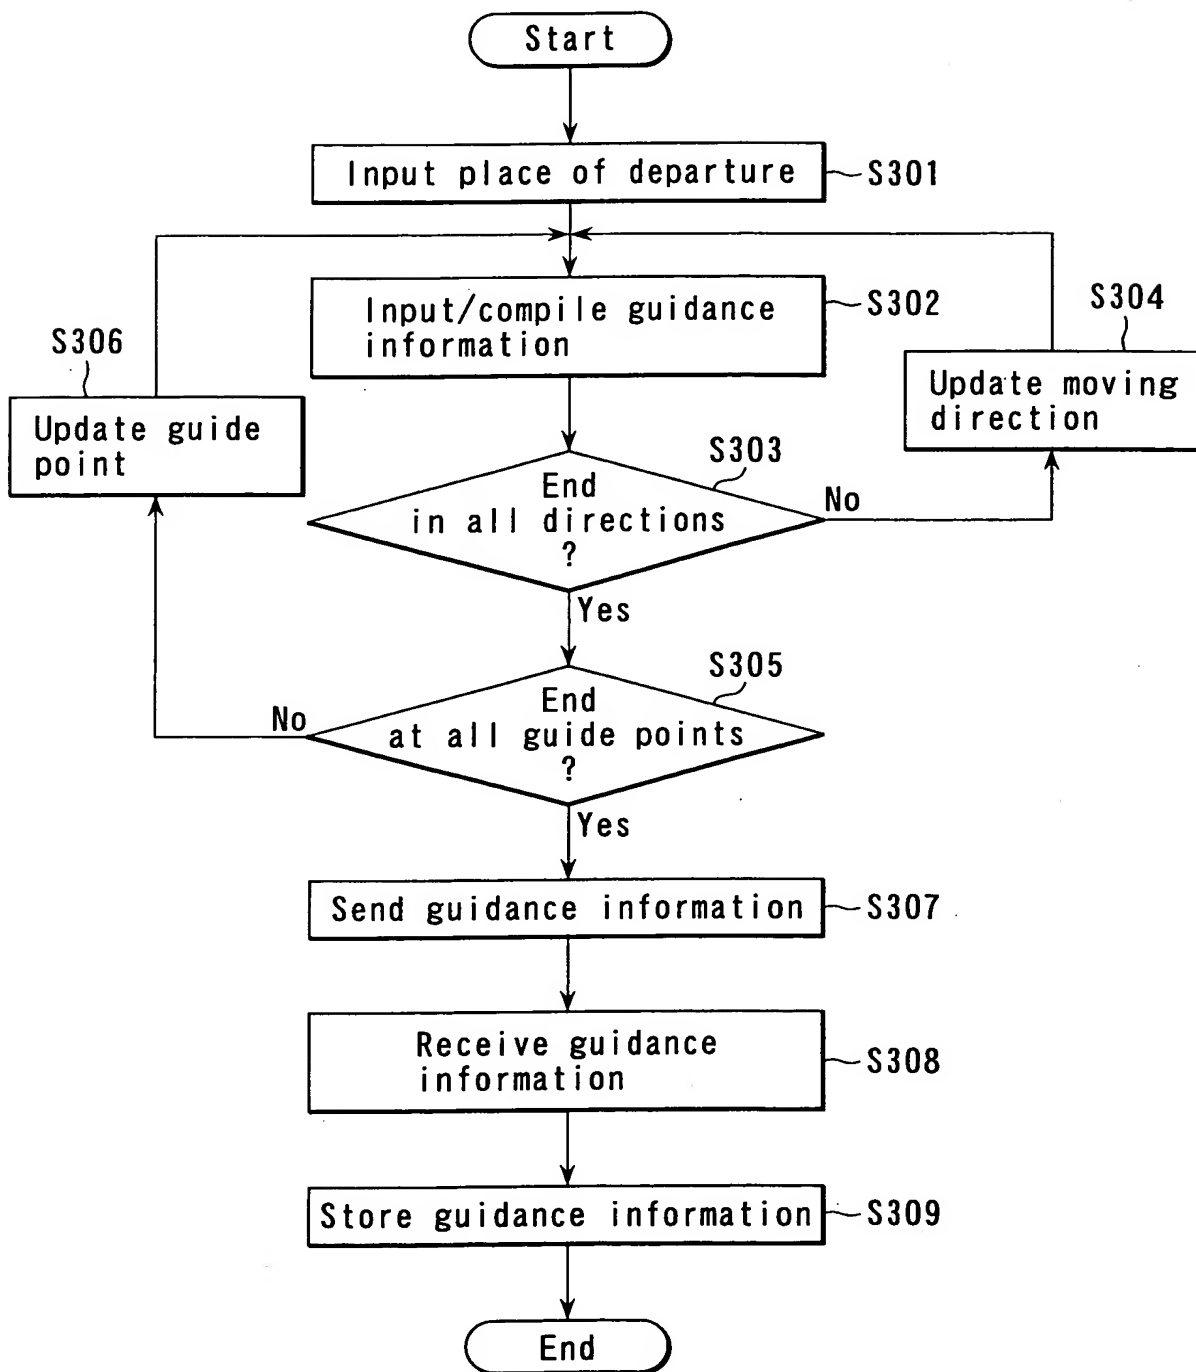 Start
Input place of departure
S301
Input/compile guidance
information
S302
S304
Update moving
direction
S306
Update guide
point
S303
End
in all directions
?
No
Yes
S305
End
at all guide points
?
No
Yes
Send guidance information
S307
Receive guidance
information
S308
Store guidance information
S309
End